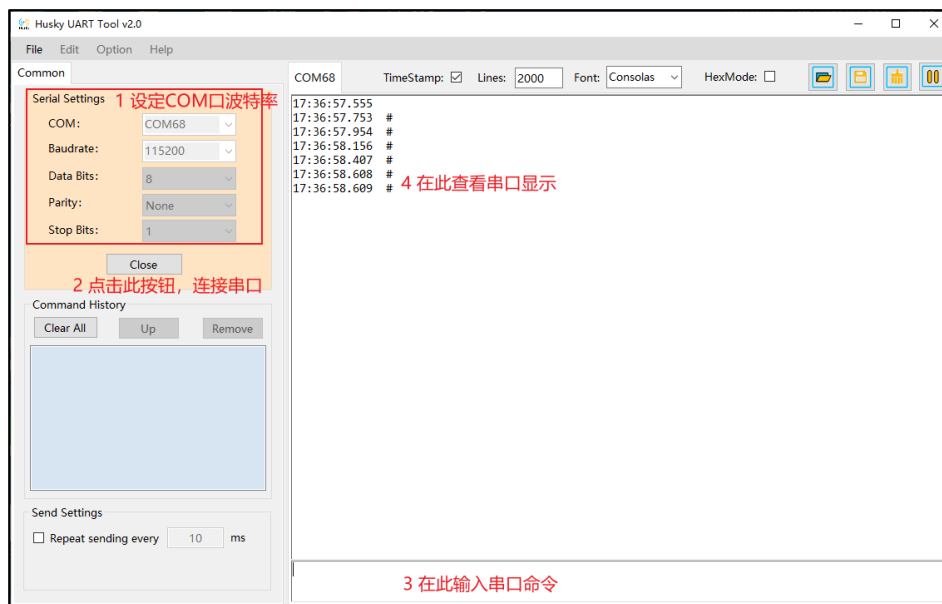 Husky UART Tool v2.0
File Edit Option Help
Common
Serial Settings
1 设定COM口波特率
COM: COM68
Baudrate: 115200
Data Bits: 8
Parity: None
Stop Bits: 1
Close
2 点击此按钮，连接串口
Command History
Clear All Up Remove
Send Settings
Repeat sending every 10 ms
COM68 TimeStamp: Lines: 2000 Font: Consolas HexMode:
17:36:57.555
17:36:57.753 #
17:36:57.954 #
17:36:58.156 #
17:36:58.407 #
17:36:58.608 #
17:36:58.609 #
4 在此查看串口显示
3 在此输入串口命令